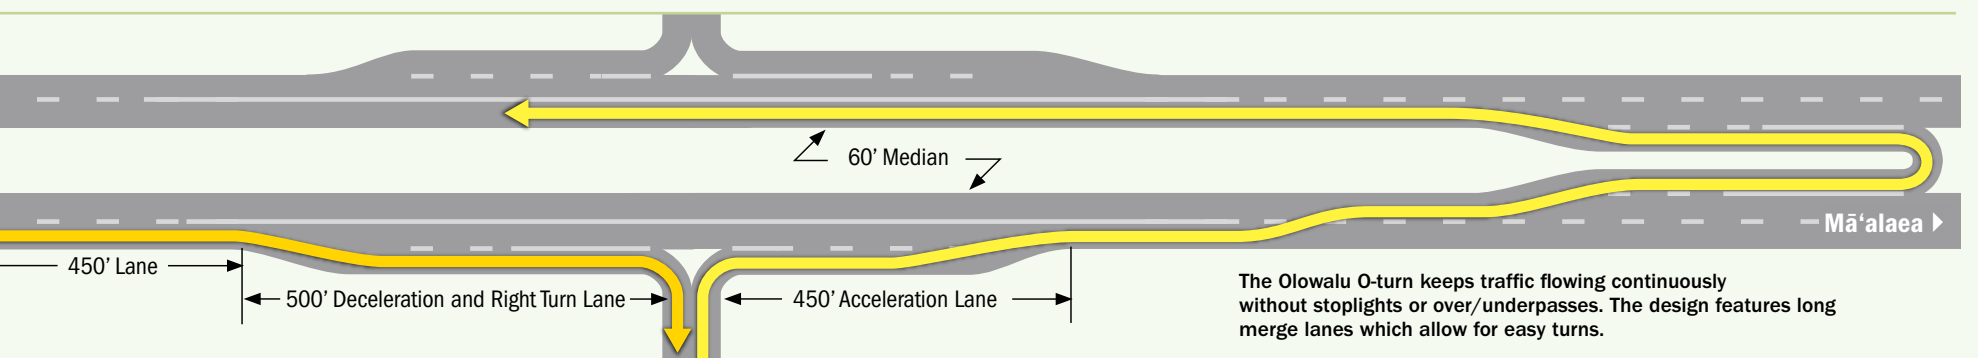 60’ Median
Mā‘alaea
450’ Lane
500’ Deceleration and Right Turn Lane
450’ Acceleration Lane
The Olowalu O-turn keeps traffic flowing continuously
without stoplights or over/underpasses. The design features long
merge lanes which allow for easy turns.